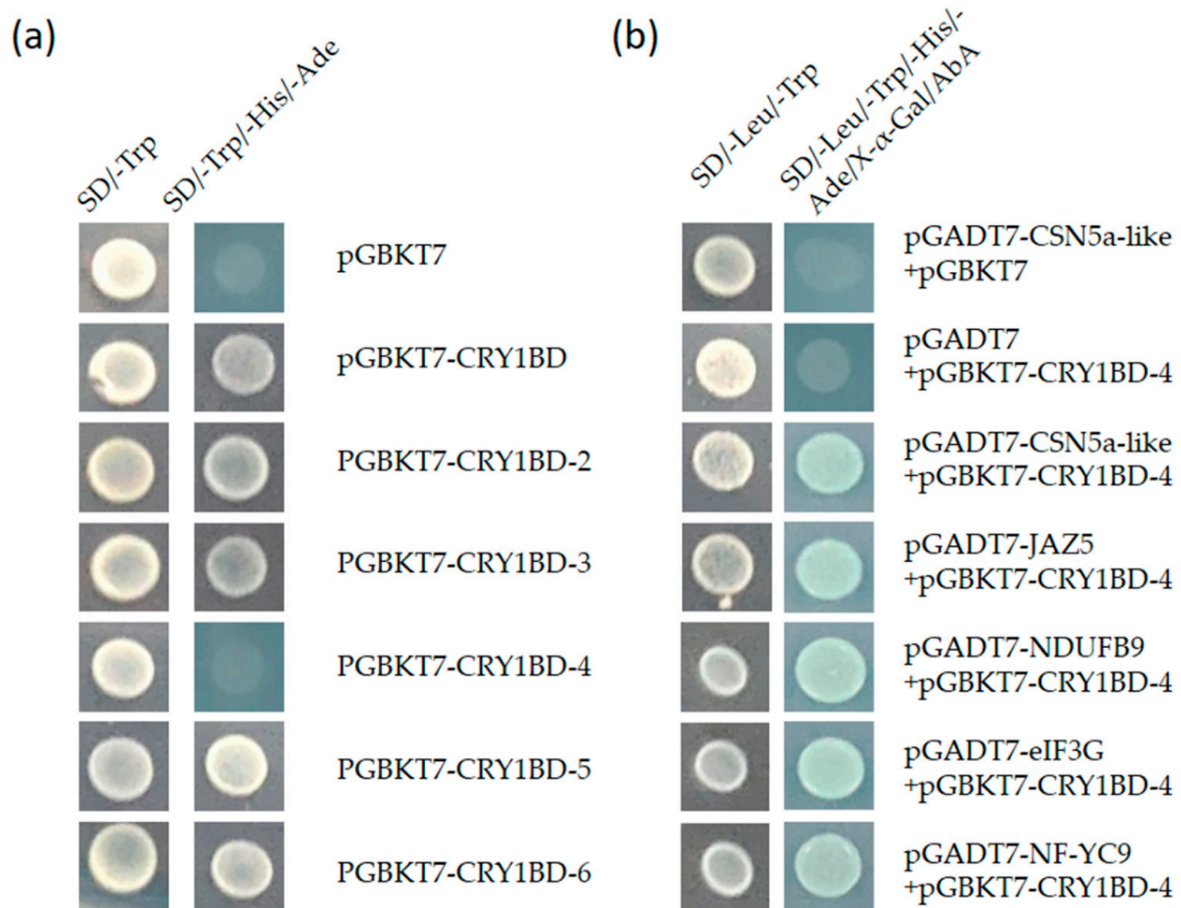 (a)
SD/-Trp
SD/-Trp/-His/-Ade
pGBKT7
pGBKT7-CRY1BD
PGBKT7-CRY1BD-2
PGBKT7-CRY1BD-3
PGBKT7-CRY1BD-4
PGBKT7-CRY1BD-5
PGBKT7-CRY1BD-6
(b)
SD/-Leu/-Trp
SD/-Leu/-Trp/-His/-
Ade/X-α-Gal/AbA
pGADT7-CSN5a-like
+pGBKT7
pGADT7
+pGBKT7-CRY1BD-4
pGADT7-CSN5a-like
+pGBKT7-CRY1BD-4
pGADT7-JAZ5
+pGBKT7-CRY1BD-4
pGADT7-NDUFB9
+pGBKT7-CRY1BD-4
pGADT7-eIF3G
+pGBKT7-CRY1BD-4
pGADT7-NF-YC9
+pGBKT7-CRY1BD-4